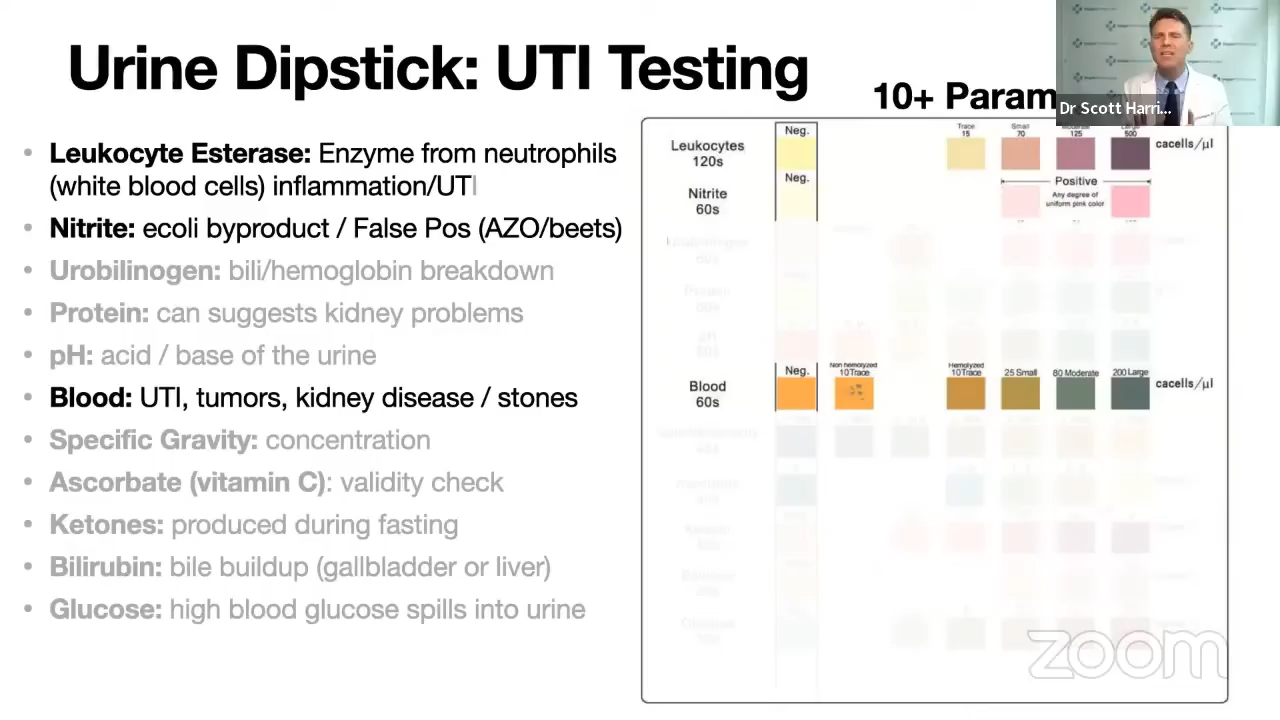 Urine Dipstick: UTI Testing
10+ Param
Dr Scott Harri...
• Leukocyte Esterase: Enzyme from neutrophils
(white blood cells) inflammation/UTI
• Nitrite: ecoli byproduct / False Pos (AZO/beets)
• Urobilinogen: bili/hemoglobin breakdown
• Protein: can suggests kidney problems
• pH: acid / base of the urine
• Blood: UTI, tumors, kidney disease / stones
• Specific Gravity: concentration
• Ascorbate (vitamin C): validity check
• Ketones: produced during fasting
• Bilirubin: bile buildup (gallbladder or liver)
• Glucose: high blood glucose spills into urine
Neg. Trace Small Moderate Large
Leukocytes 15 70 125 500 cacells/µl
120s
Neg. Positive
Nitrite Any degree of
60s uniform pink color
pH
Neg. Non hemolyzed Hemolyzed
10Trace 10Trace 25 Small 80 Moderate 200 Large
Blood cacells/µl
60s
zoom